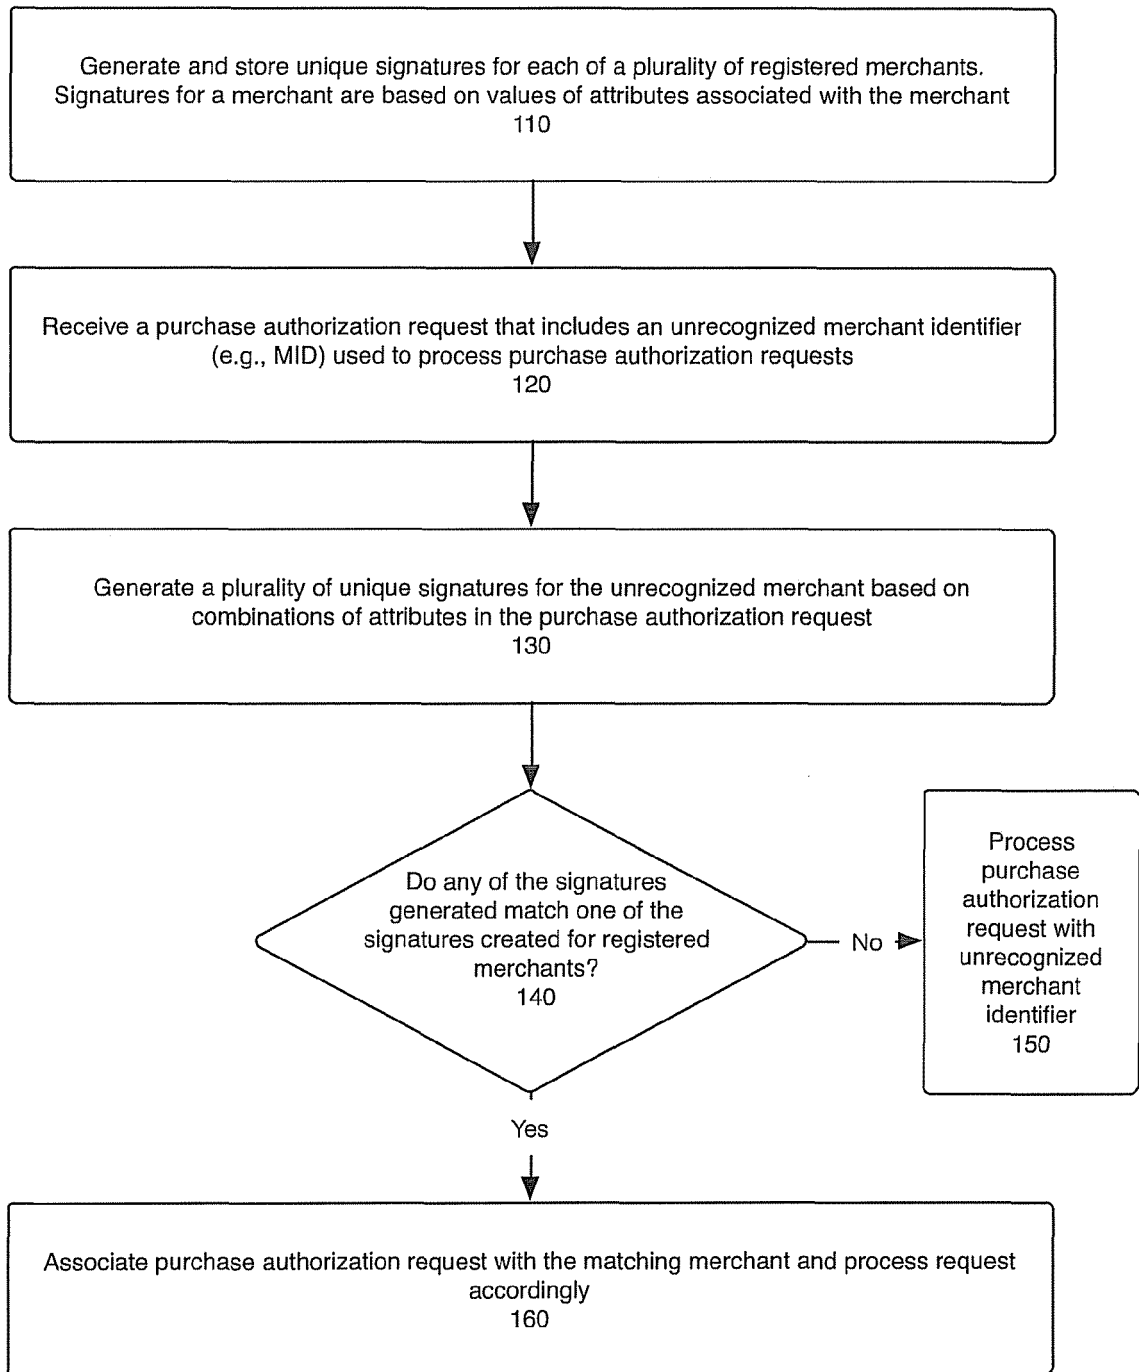 Generate and store unique signatures for each of a plurality of registered merchants.
Signatures for a merchant are based on values of attributes associated with the merchant
110
Receive a purchase authorization request that includes an unrecognized merchant identifier
(e.g., MID) used to process purchase authorization requests
120
Generate a plurality of unique signatures for the unrecognized merchant based on
combinations of attributes in the purchase authorization request
130
Do any of the signatures
generated match one of the
signatures created for registered
merchants?
140
No
Process
purchase
authorization
request with
unrecognized
merchant
identifier
150
Yes
Associate purchase authorization request with the matching merchant and process request
accordingly
160